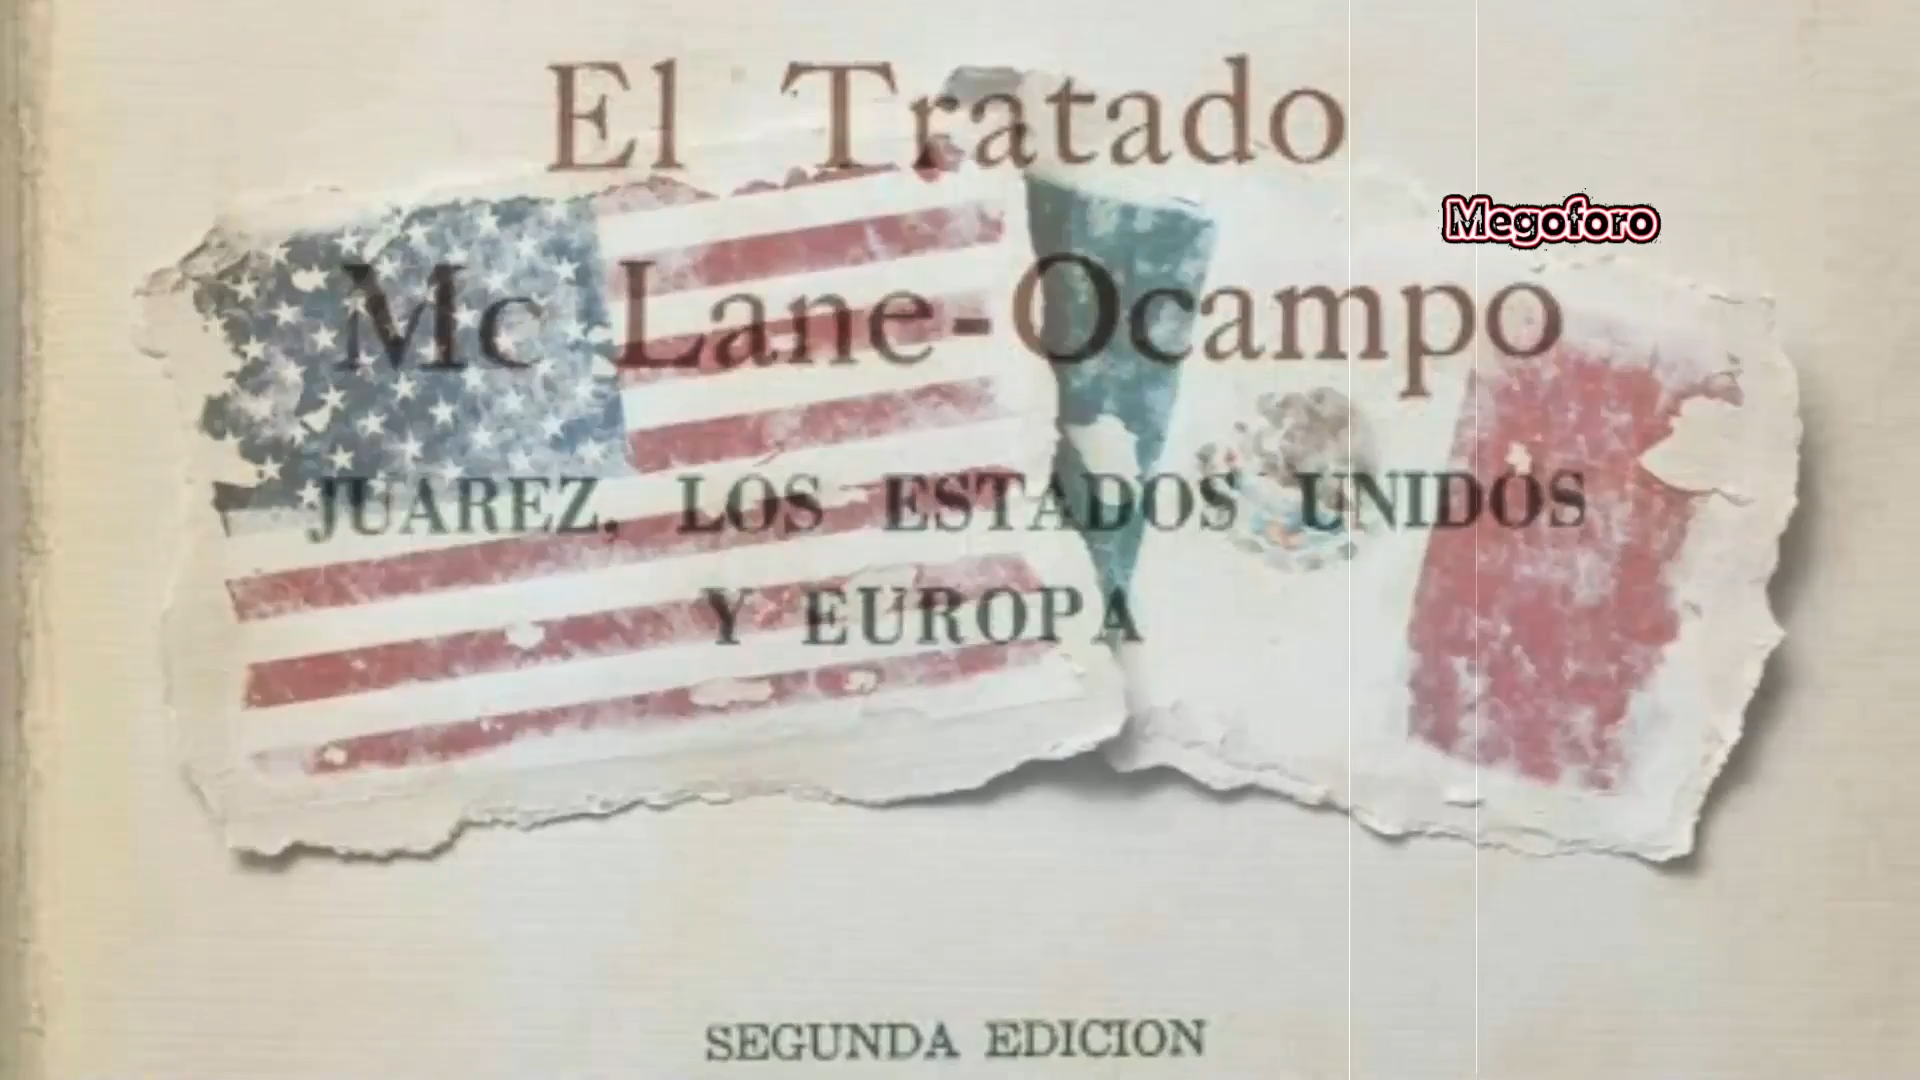 El Tratado
Megoforo
Mc Lane-Ocampo
JUAREZ, LOS ESTADOS UNIDOS
Y EUROPA
SEGUNDA EDICION